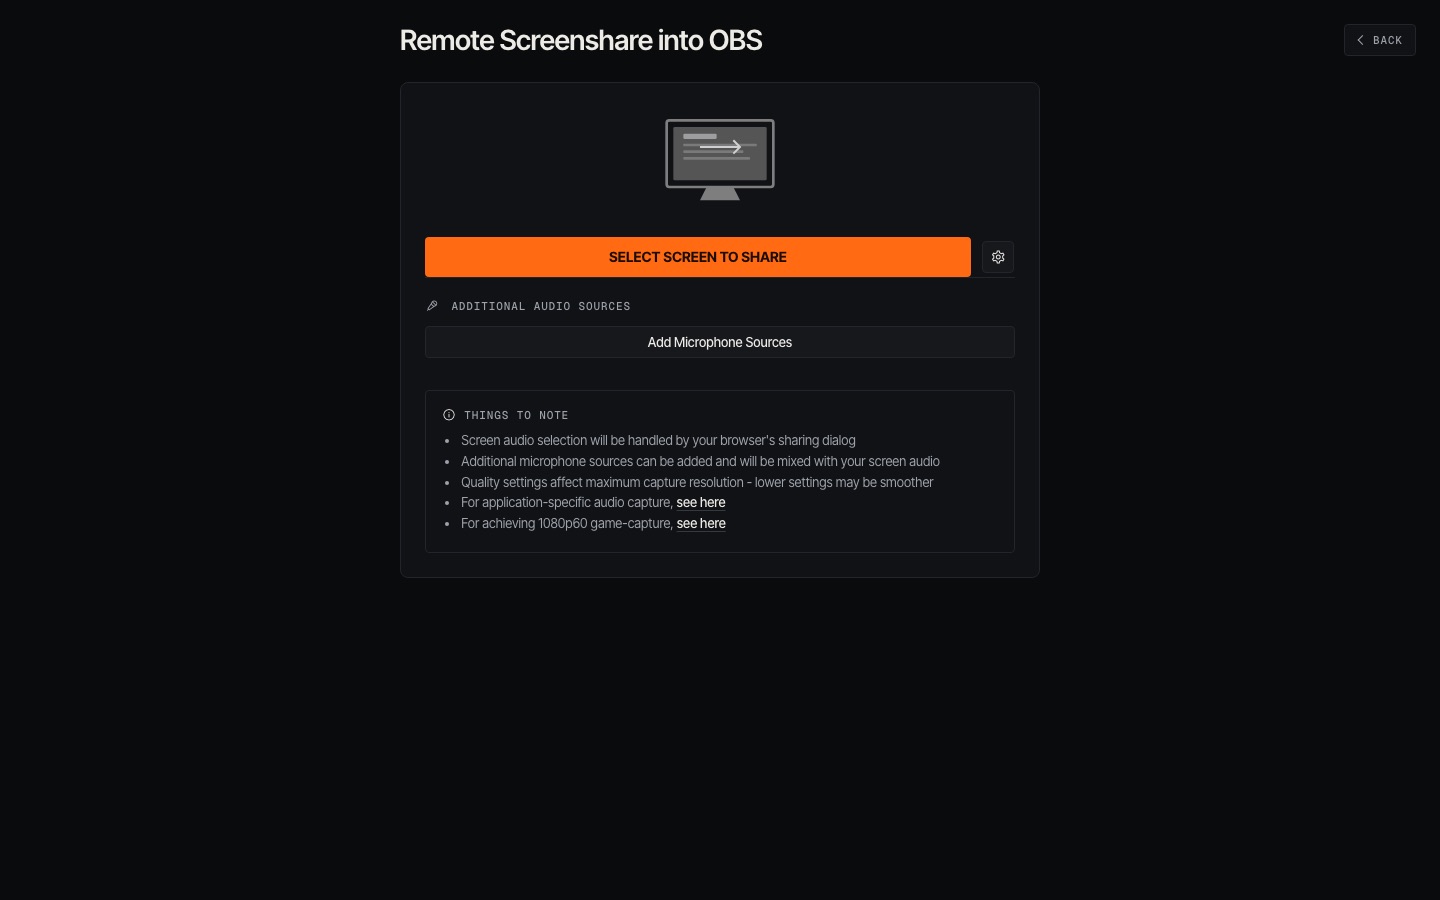 Remote Screenshare into OBS
BACK
SELECT SCREEN TO SHARE
ADDITIONAL AUDIO SOURCES
Add Microphone Sources
THINGS TO NOTE
Screen audio selection will be handled by your browser's sharing dialog
Additional microphone sources can be added and will be mixed with your screen audio
Quality settings affect maximum capture resolution - lower settings may be smoother
For application-specific audio capture, see here
For achieving 1080p60 game-capture, see here